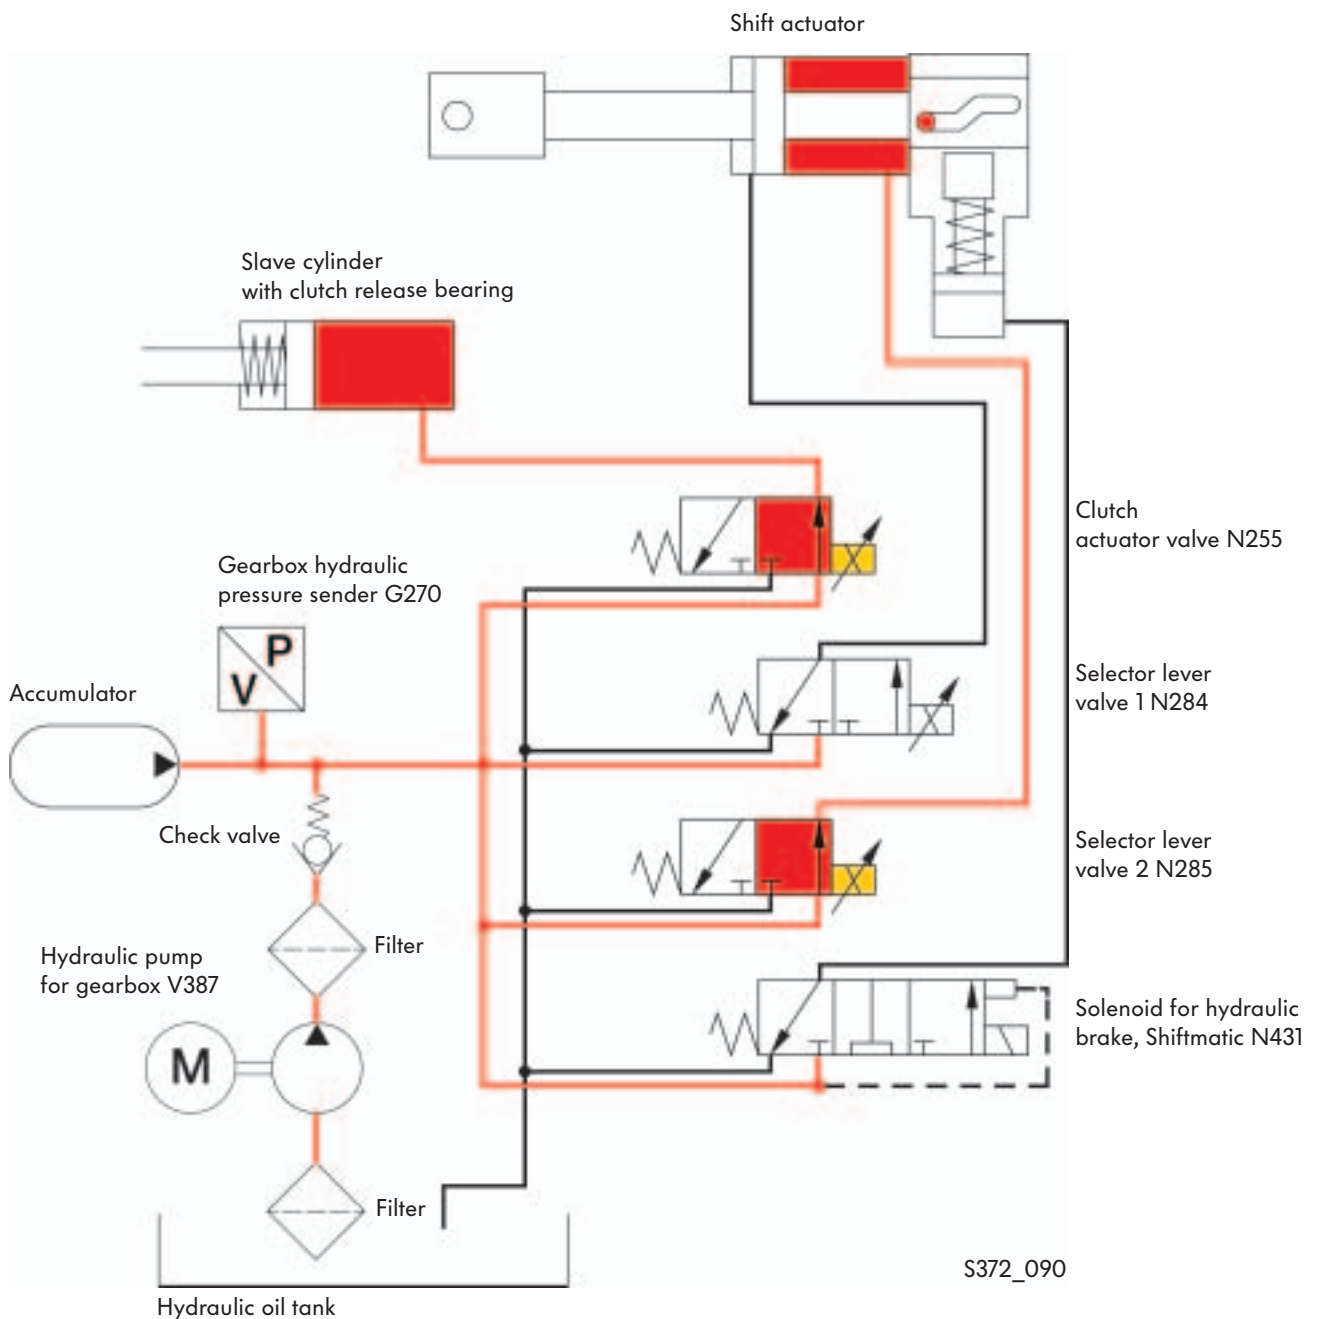 Shift actuator
Slave cylinder
with clutch release bearing
Clutch
actuator valve N255
Gearbox hydraulic
pressure sender G270
P
V
Accumulator
Selector lever
valve 1 N284
Check valve
Selector lever
valve 2 N285
Filter
Hydraulic pump
for gearbox V387
M
Solenoid for hydraulic
brake, Shiftmatic N431
Filter
S372_090
Hydraulic oil tank